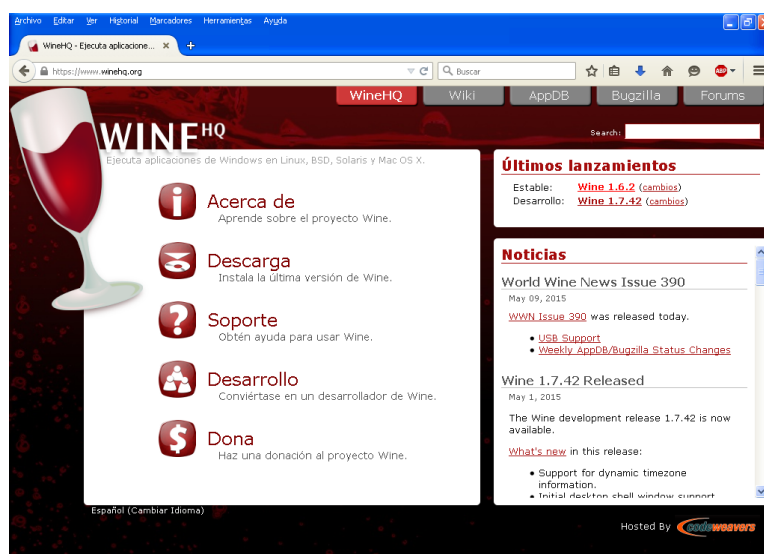 Archivo Editar Ver Historial Marcadores Herramientas Ayuda
WineHQ - Ejecuta aplicacione...
https://www.winehq.org
Buscar
ABP
WineHQ Wiki AppDB Bugzilla Forums
Search:
WINEHQ
Ejecuta aplicaciones de Windows en Linux, BSD, Solaris y Mac OS X.
Acerca de
Aprende sobre el proyecto Wine.
Descarga
Instala la última versión de Wine.
Soporte
Obtén ayuda para usar Wine.
Desarrollo
Conviértase en un desarrollador de Wine.
Dona
Haz una donación al proyecto Wine.
Últimos lanzamientos
Estable: Wine 1.6.2 (cambios)
Desarrollo: Wine 1.7.42 (cambios)
Noticias
World Wine News Issue 390
May 09, 2015
WWN Issue 390 was released today.
USB Support
Weekly AppDB/Bugzilla Status Changes
Wine 1.7.42 Released
May 1, 2015
The Wine development release 1.7.42 is now
available.
What's new in this release:
Support for dynamic timezone
information.
Initial desktop shell window support
Español (Cambiar Idioma)
Hosted By codeweavers